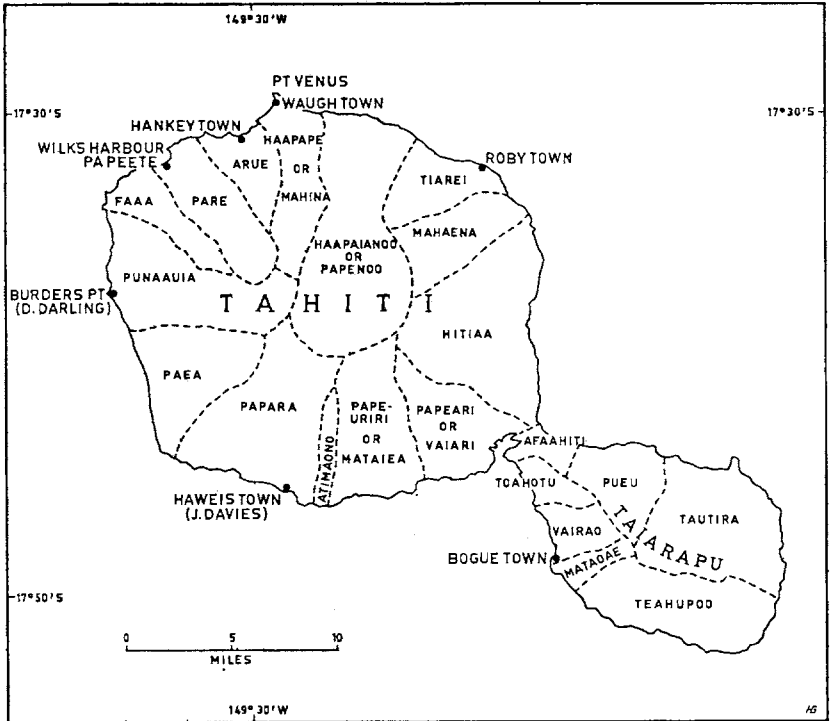 149°30'W
PT VENUS
WAUGH TOWN
17°30'S
17°30'S
HANKEY TOWN
WILKS HARBOUR
PAPEETE
HAAPAPE
OR
MAHINA
ARUE
ROBY TOWN
TIAREI
FAAA
PARE
MAHAENA
HAAPAIANOO
OR
PAPENOO
PUNAAUIA
BURDERS PT
(D. DARLING)
TAHITI
HITIAA
PAEA
PAPARA
PAPE-
URIRI
OR
MATAIEA
PAPEARI
OR
VAIARI
ATIMAONO
AFAAHITI
TOAHOTU
PUEU
TAUTIRA
HAWEIS TOWN
(J. DAVIES)
VAIRAO
TAIARAPU
BOGUE TOWN
MATAOAE
TEAHUPOO
17°50'S
0 5 10
MILES
149°30'W
HG